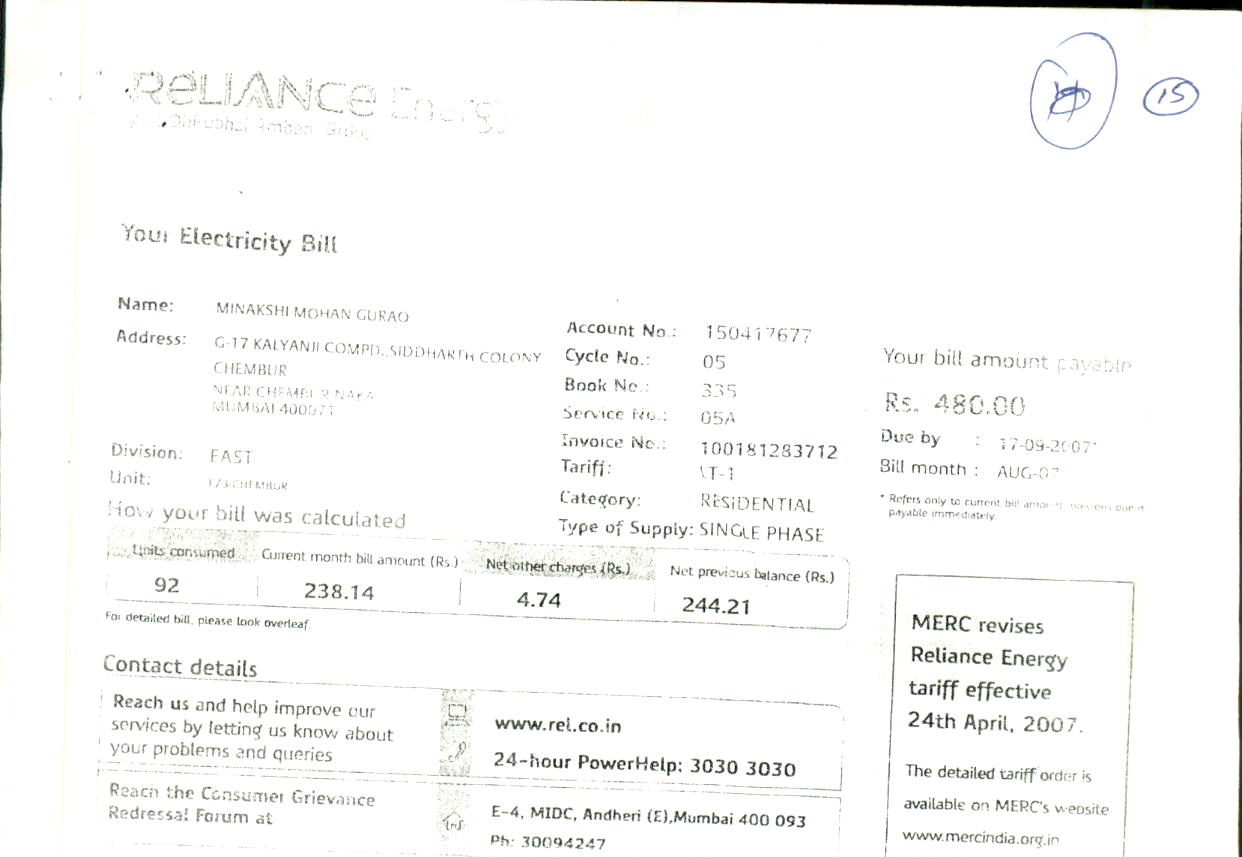 RELIANCe Energy
Your Electricity Bill
15
Name: MINAKSHI MOHAN GURAO
Address: G-17 KALYANJI COMPD., SIDDHARTH COLONY
CHEMBUR
NEAR CHEMBUR NAKA
MUMBAI 400071
Division: EAST
Unit: CHEMBUR
Account No.: 150417677
Cycle No.: 05
Book No.: 335
Service No.: 05A
Invoice No.: 100181283712
Tariff: LT-1
Category: RESIDENTIAL
Type of Supply: SINGLE PHASE
Your bill amount payable
Rs. 480.00
Due by : 17-09-2007*
Bill month : AUG-07
* Refers only to current bill amount, previous due is
payable immediately
How your bill was calculated
Units consumed Current month bill amount (Rs.) Net other charges (Rs.) Net previous balance (Rs.)
92 238.14 4.74 244.21
For detailed bill, please look overleaf.
Contact details
Reach us and help improve our
services by letting us know about
your problems and queries
www.rel.co.in
24-hour PowerHelp: 3030 3030
Reach the Consumer Grievance
Redressal Forum at
E-4, MIDC, Andheri (E),Mumbai 400 093
Ph: 30094247
MERC revises
Reliance Energy
tariff effective
24th April, 2007.
The detailed tariff order is
available on MERC's website
www.mercindia.org.in